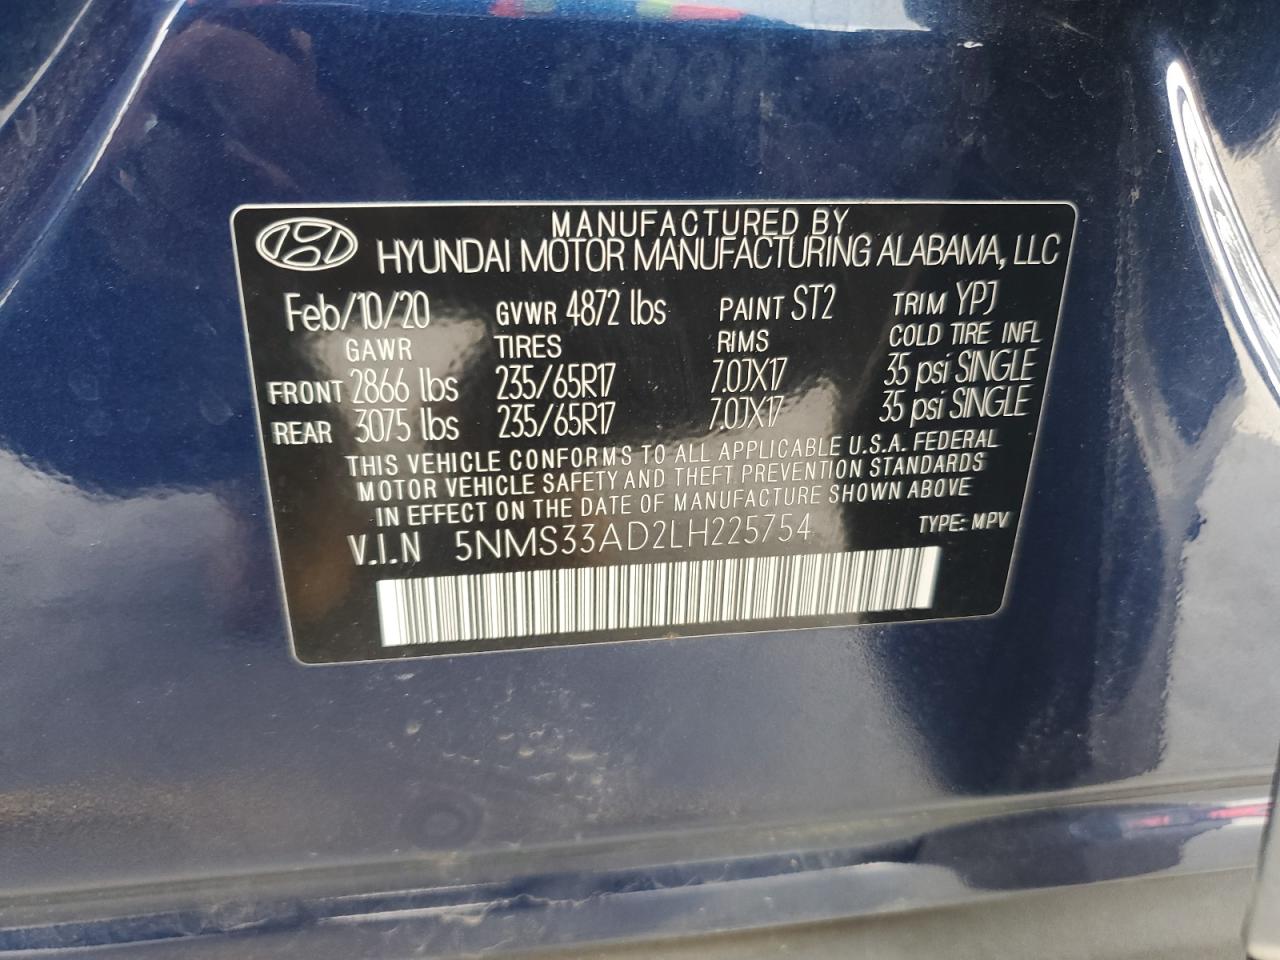 MANUFACTURED BY
HYUNDAI MOTOR MANUFACTURING ALABAMA, LLC
Feb/10/20 GVWR 4872 lbs PAINT ST2 TRIM YPJ
GAWR TIRES RIMS COLD TIRE INFL
FRONT 2866 lbs 235/65R17 7.0JX17 35 psi SINGLE
REAR 3075 lbs 235/65R17 7.0JX17 35 psi SINGLE
THIS VEHICLE CONFORMS TO ALL APPLICABLE U.S.A. FEDERAL
MOTOR VEHICLE SAFETY AND THEFT PREVENTION STANDARDS
IN EFFECT ON THE DATE OF MANUFACTURE SHOWN ABOVE
V.I.N 5NMS33AD2LH225754 TYPE: MPV